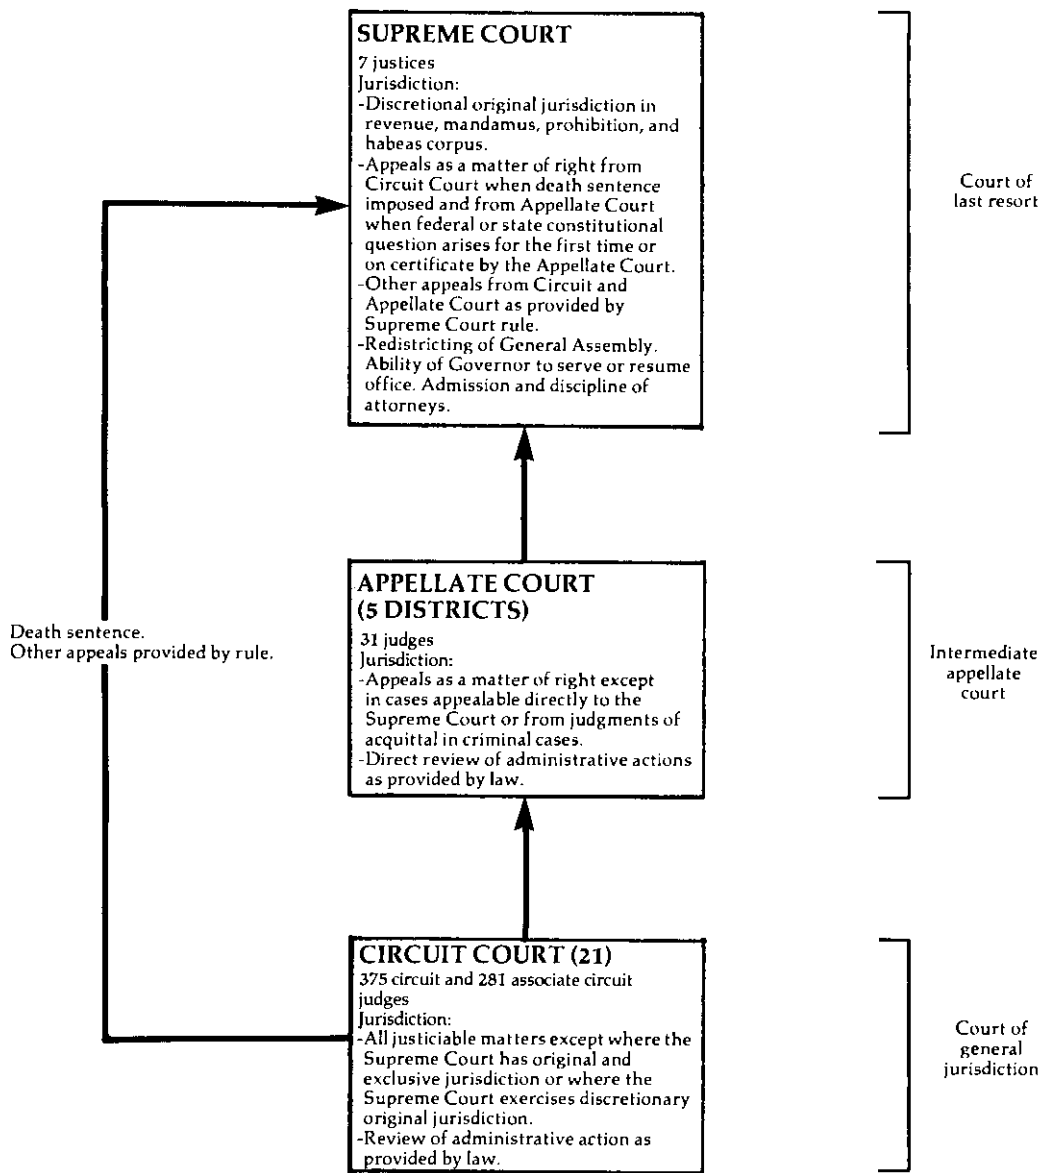 SUPREME COURT
7 justices
Jurisdiction:
-Discretional original jurisdiction in
revenue, mandamus, prohibition, and
habeas corpus.
-Appeals as a matter of right from
Circuit Court when death sentence
imposed and from Appellate Court
when federal or state constitutional
question arises for the first time or
on certificate by the Appellate Court.
-Other appeals from Circuit and
Appellate Court as provided by
Supreme Court rule.
-Redistricting of General Assembly.
Ability of Governor to serve or resume
office. Admission and discipline of
attorneys.
Court of
last resort
Death sentence.
Other appeals provided by rule.
APPELLATE COURT
(5 DISTRICTS)
31 judges
Jurisdiction:
-Appeals as a matter of right except
in cases appealable directly to the
Supreme Court or from judgments of
acquittal in criminal cases.
-Direct review of administrative actions
as provided by law.
Intermediate
appellate
court
CIRCUIT COURT (21)
375 circuit and 281 associate circuit
judges
Jurisdiction:
-All justiciable matters except where the
Supreme Court has original and
exclusive jurisdiction or where the
Supreme Court exercises discretionary
original jurisdiction.
-Review of administrative action as
provided by law.
Court of
general
jurisdiction